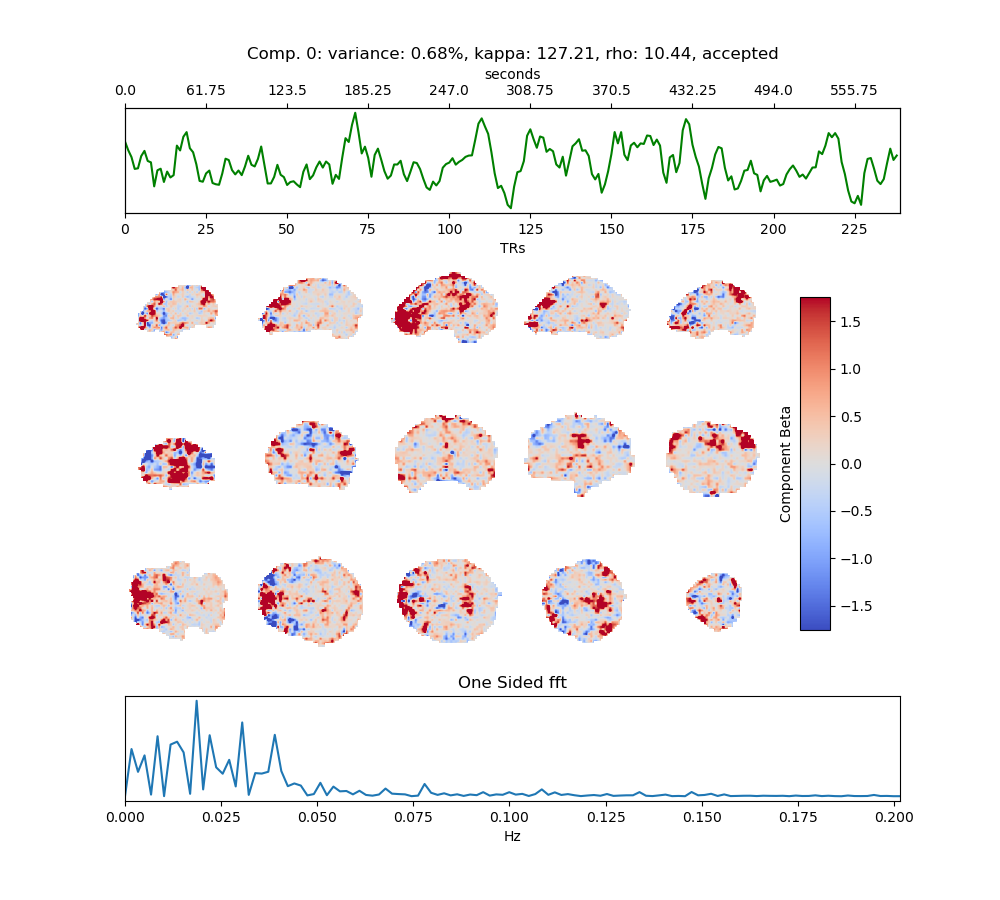 Comp. 0: variance: 0.68%, kappa: 127.21, rho: 10.44, accepted
seconds
0.0 61.75 123.5 185.25 247.0 308.75 370.5 432.25 494.0 555.75
0 25 50 75 100 125 150 175 200 225
TRs
1.5
1.0
0.5
0.0
−0.5
−1.0
−1.5
Component Beta
One Sided fft
0.000 0.025 0.050 0.075 0.100 0.125 0.150 0.175 0.200
Hz